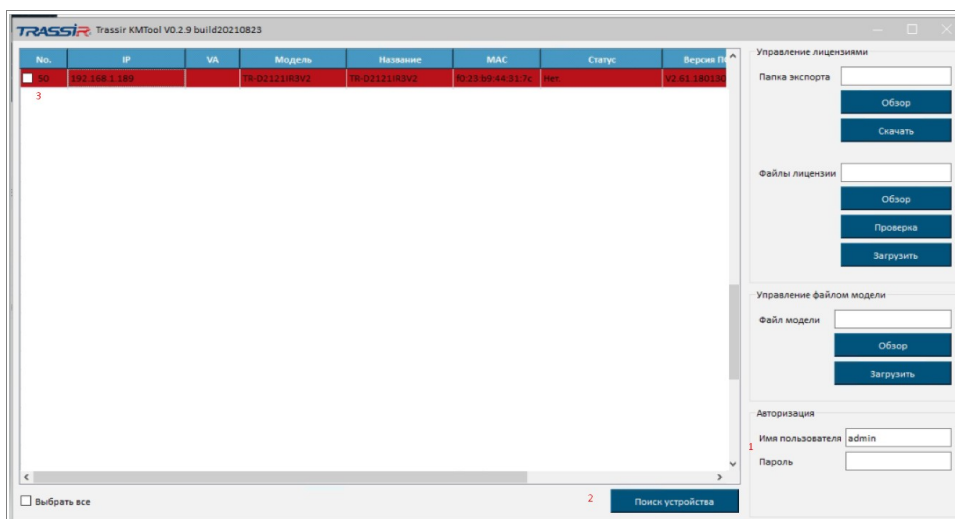 TRASSIR Trassir KMTool V0.2.9 build20210823
No. IP VA Модель Название MAC Статус Версия ПО
50 192.168.1.189 TR-D2121IR3V2 TR-D2121IR3V2 f0:23:b9:44:31:7c Нет. V2.61.180130
3
Выбрать все
2
Поиск устройства
Управление лицензиями
Папка экспорта
Обзор
Скачать
Файлы лицензии
Обзор
Проверка
Загрузить
Управление файлом модели
Файл модели
Обзор
Загрузить
Авторизация
Имя пользователя admin
1
Пароль